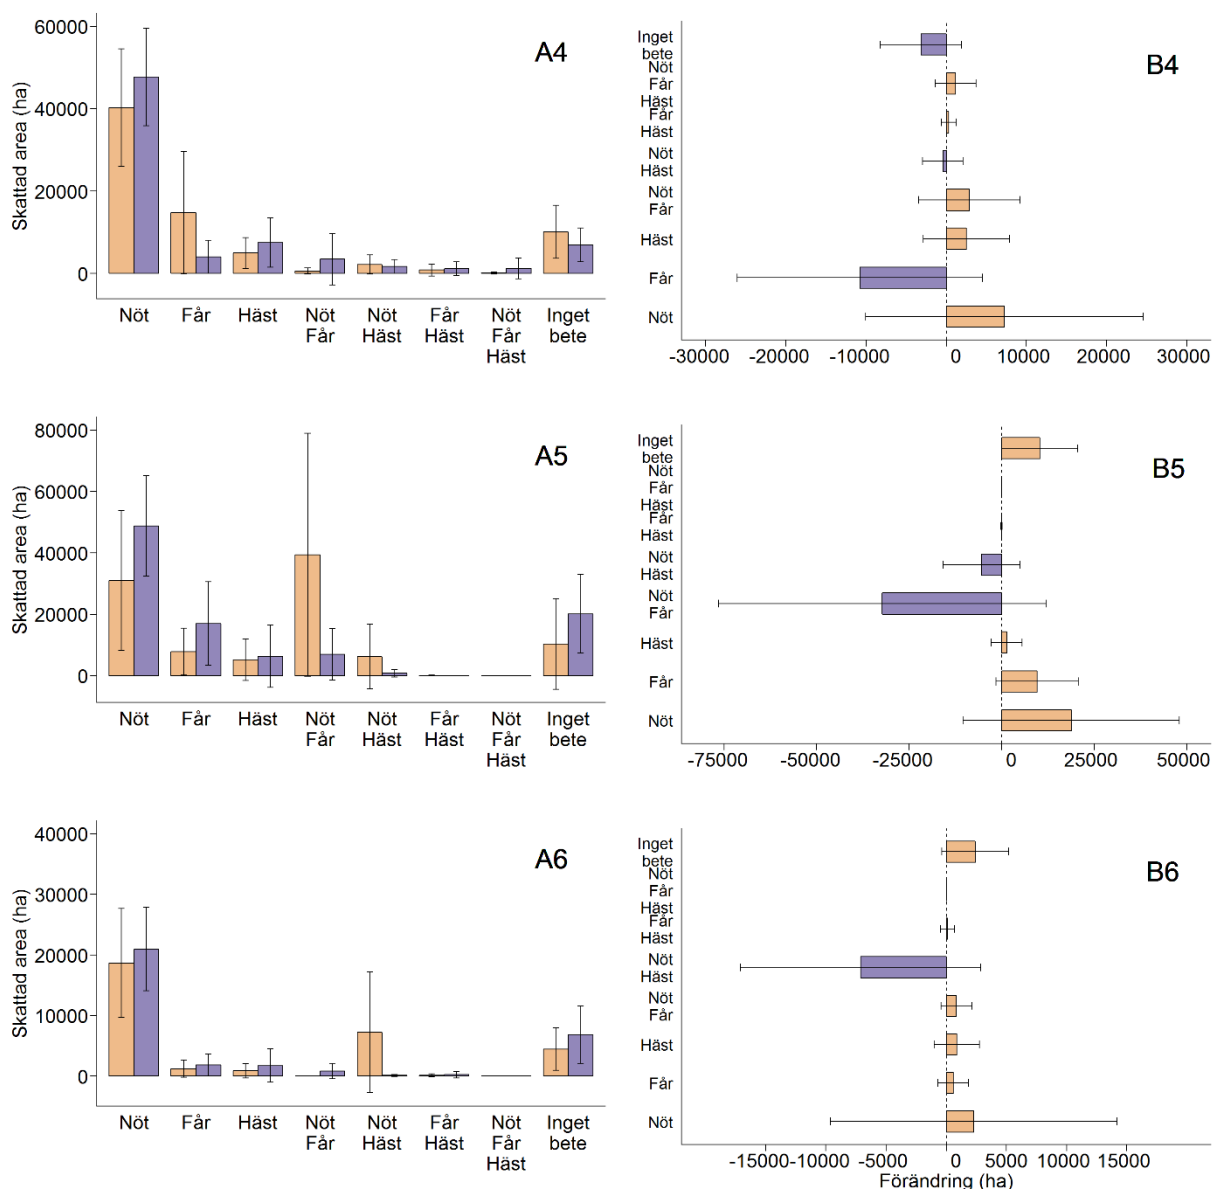 A4
Skattad area (ha)
60000
40000
20000
0
Nöt
Får
Häst
Nöt
Får
Nöt
Häst
Får
Häst
Nöt
Får
Häst
Inget
bete
B4
Inget
bete
Nöt
Får
Häst
Får
Häst
Nöt
Häst
Nöt
Får
Häst
Får
Nöt
-30000 -20000 -10000 0 10000 20000 30000
A5
Skattad area (ha)
80000
60000
40000
20000
0
Nöt
Får
Häst
Nöt
Får
Nöt
Häst
Får
Häst
Nöt
Får
Häst
Inget
bete
B5
Inget
bete
Nöt
Får
Häst
Får
Häst
Nöt
Häst
Nöt
Får
Häst
Får
Nöt
-75000 -50000 -25000 0 25000 50000
A6
Skattad area (ha)
40000
30000
20000
10000
0
Nöt
Får
Häst
Nöt
Får
Nöt
Häst
Får
Häst
Nöt
Får
Häst
Inget
bete
B6
Inget
bete
Nöt
Får
Häst
Får
Häst
Nöt
Häst
Nöt
Får
Häst
Får
Nöt
-15000 -10000 -5000 0 5000 10000 15000
Förändring (ha)